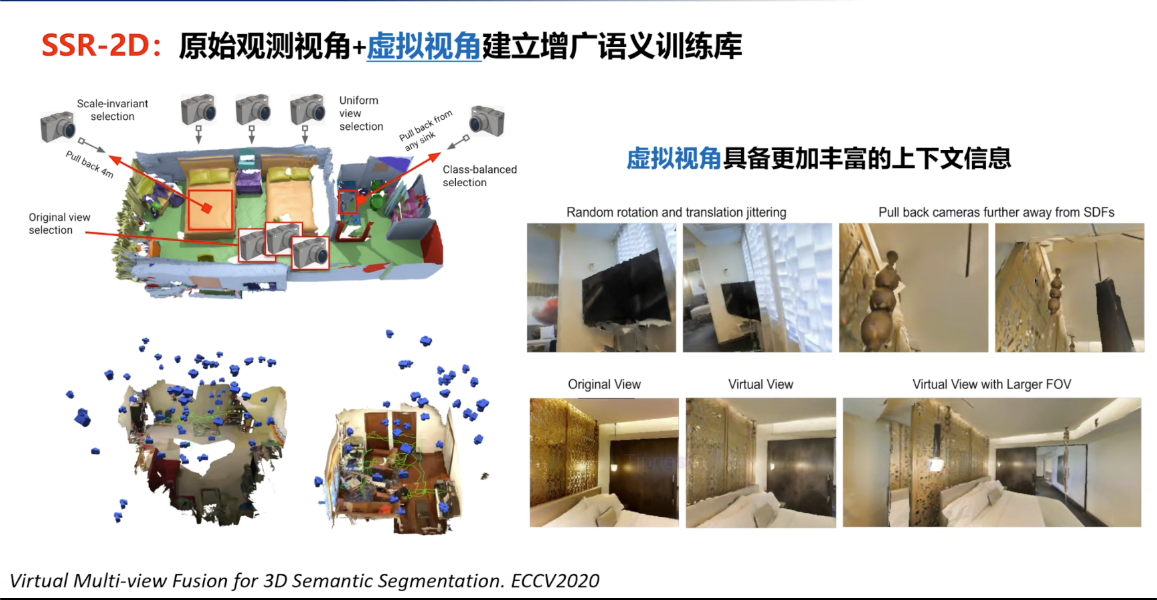 SSR-2D：原始观测视角+虚拟视角建立增广语义训练库
Scale-invariant
selection
Uniform
view
selection
Pull back 4m
Pull back from
any sink
Class-balanced
selection
Original view
selection
虚拟视角具备更加丰富的上下文信息
Random rotation and translation jittering
Pull back cameras further away from SDFs
Original View
Virtual View
Virtual View with Larger FOV
Virtual Multi-view Fusion for 3D Semantic Segmentation. ECCV2020